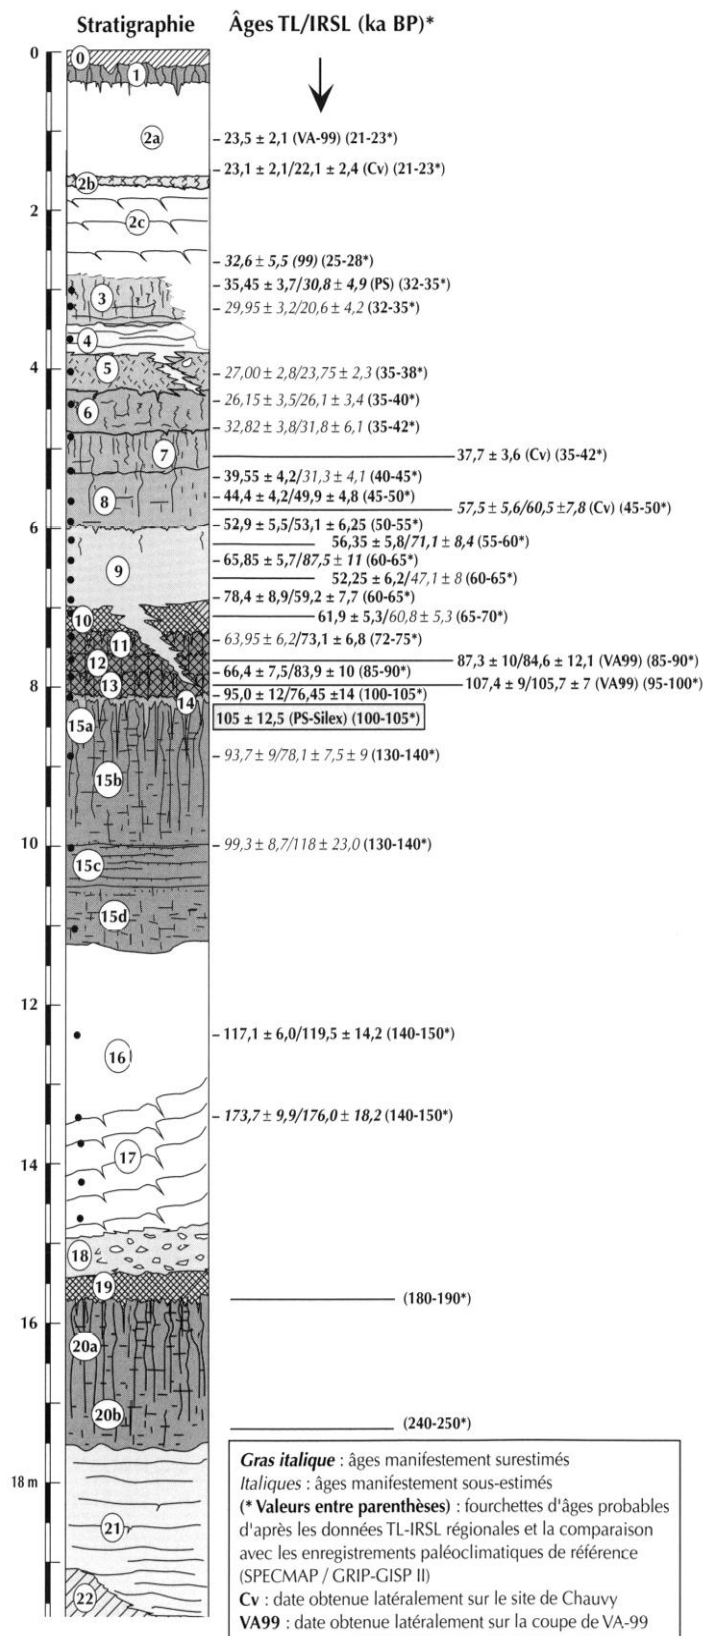 Stratigraphie
Âges TL/IRSL (ka BP)*
0
0
1
2a
– 23,5 ± 2,1 (VA-99) (21-23*)
– 23,1 ± 2,1/22,1 ± 2,4 (Cv) (21-23*)
2b
2
2c
– 32,6 ± 5,5 (99) (25-28*)
– 35,45 ± 3,7/30,8 ± 4,9 (PS) (32-35*)
3
– 29,95 ± 3,2/20,6 ± 4,2 (32-35*)
4
4
5
– 27,00 ± 2,8/23,75 ± 2,3 (35-38*)
– 26,15 ± 3,5/26,1 ± 3,4 (35-40*)
6
– 32,82 ± 3,8/31,8 ± 6,1 (35-42*)
7
37,7 ± 3,6 (Cv) (35-42*)
– 39,55 ± 4,2/31,3 ± 4,1 (40-45*)
8
– 44,4 ± 4,2/49,9 ± 4,8 (45-50*)
57,5 ± 5,6/60,5 ±7,8 (Cv) (45-50*)
6
– 52,9 ± 5,5/53,1 ± 6,25 (50-55*)
56,35 ± 5,8/71,1 ± 8,4 (55-60*)
– 65,85 ± 5,7/87,5 ± 11 (60-65*)
9
52,25 ± 6,2/47,1 ± 8 (60-65*)
– 78,4 ± 8,9/59,2 ± 7,7 (60-65*)
10
61,9 ± 5,3/60,8 ± 5,3 (65-70*)
11
– 63,95 ± 6,2/73,1 ± 6,8 (72-75*)
12
87,3 ± 10/84,6 ± 12,1 (VA99) (85-90*)
– 66,4 ± 7,5/83,9 ± 10 (85-90*)
13
107,4 ± 9/105,7 ± 7 (VA99) (95-100*)
8
14
– 95,0 ± 12/76,45 ±14 (100-105*)
105 ± 12,5 (PS-Silex) (100-105*)
15a
– 93,7 ± 9/78,1 ± 7,5 ± 9 (130-140*)
15b
10
– 99,3 ± 8,7/118 ± 23,0 (130-140*)
15c
15d
12
– 117,1 ± 6,0/119,5 ± 14,2 (140-150*)
16
– 173,7 ± 9,9/176,0 ± 18,2 (140-150*)
14
17
18
19
(180-190*)
16
20a
20b
(240-250*)
18 m
21
22
Gras italique : âges manifestement surestimés
Italiques : âges manifestement sous-estimés
(* Valeurs entre parenthèses) : fourchettes d'âges probables
d'après les données TL-IRSL régionales et la comparaison
avec les enregistrements paléoclimatiques de référence
(SPECMAP / GRIP-GISP II)
Cv : date obtenue latéralement sur le site de Chauvy
VA99 : date obtenue latéralement sur la coupe de VA-99